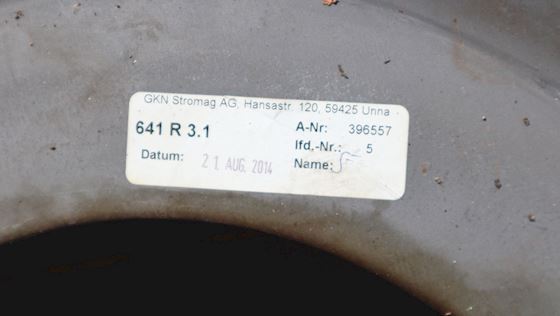 GKN Stromag AG, Hansastr. 120, 59425 Unna
641 R 3.1 A-Nr: 396557
lfd.-Nr.: 5
Datum: 21 AUG. 2014 Name: